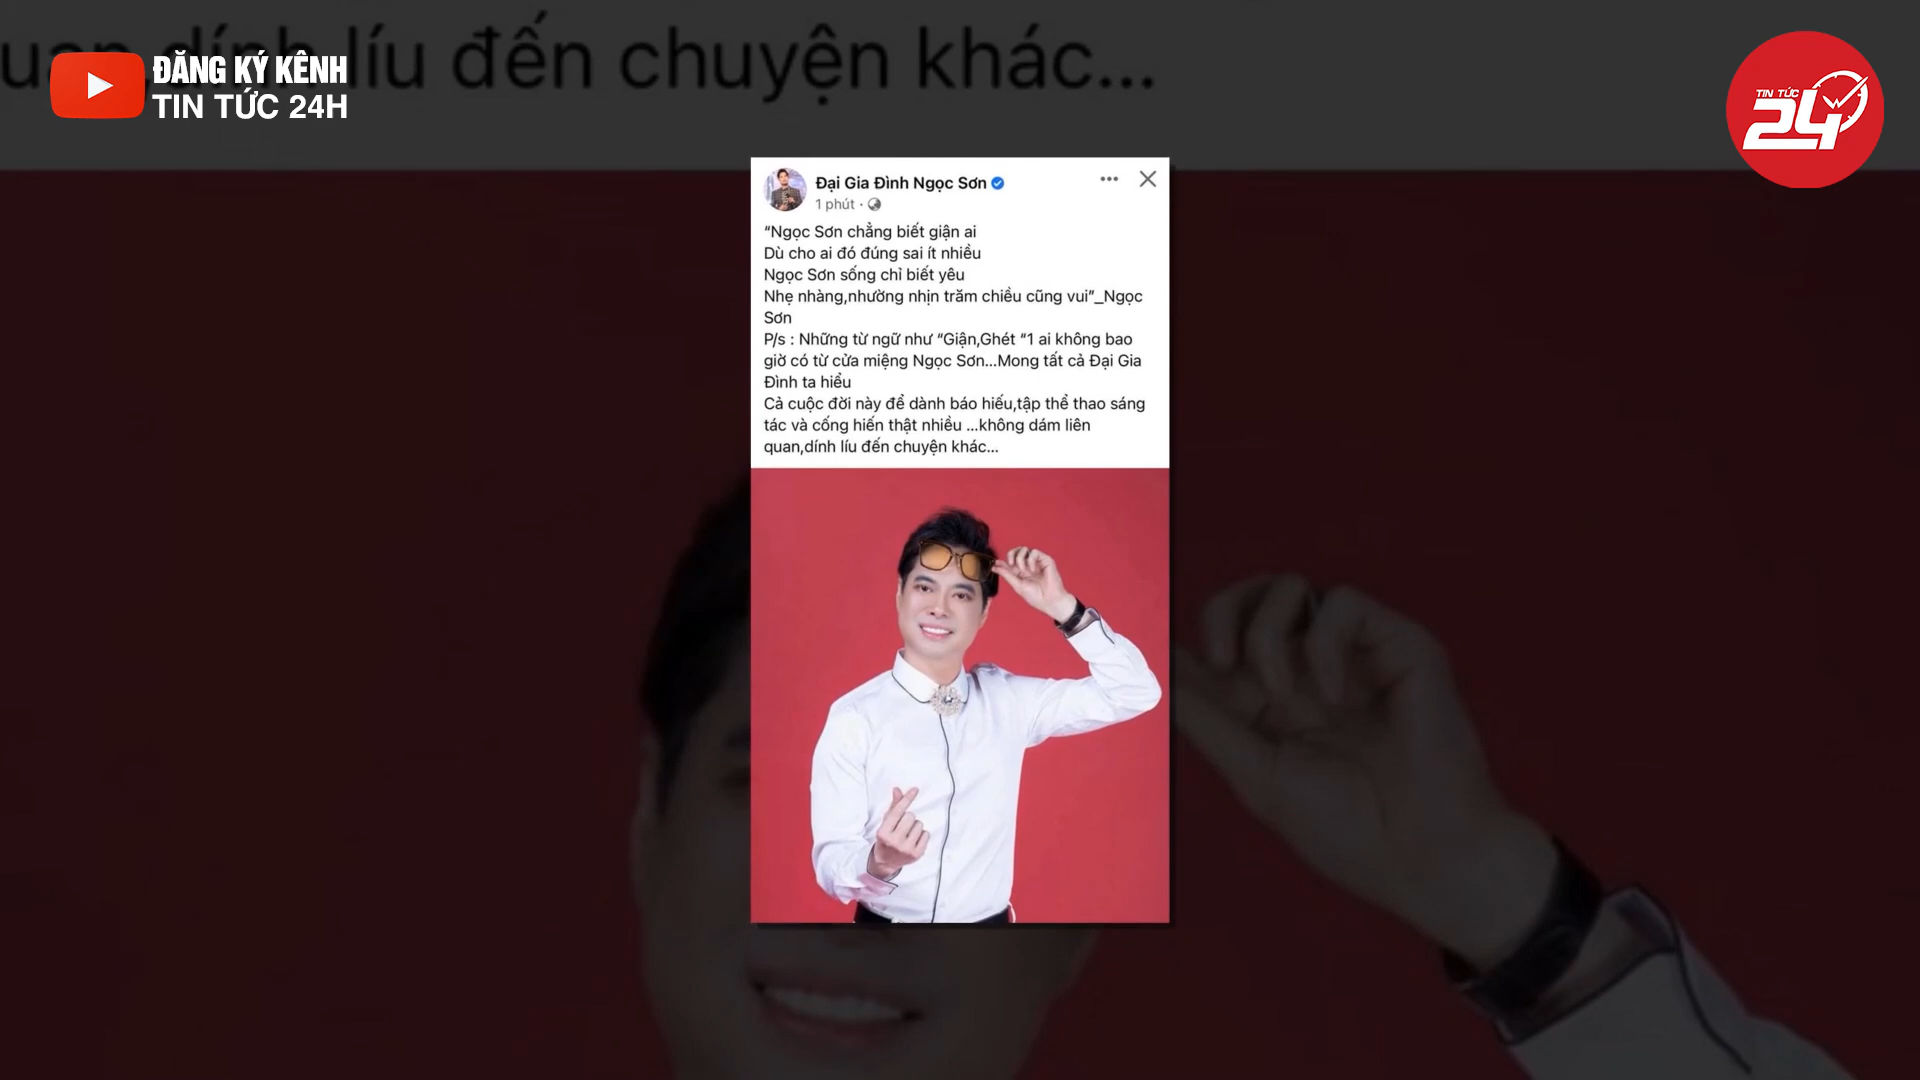 uan,dính líu đến chuyện khác...
ĐĂNG KÝ KÊNH
TIN TỨC 24H
TIN TỨC
24
Đại Gia Đình Ngọc Sơn
1 phút ·
“Ngọc Sơn chẳng biết giận ai
Dù cho ai đó đúng sai ít nhiều
Ngọc Sơn sống chỉ biết yêu
Nhẹ nhàng,nhường nhịn trăm chiều cũng vui”_Ngọc
Sơn
P/s : Những từ ngữ như “Giận,Ghét “1 ai không bao
giờ có từ cửa miệng Ngọc Sơn...Mong tất cả Đại Gia
Đình ta hiểu
Cả cuộc đời này để dành báo hiếu,tập thể thao sáng
tác và cống hiến thật nhiều ...không dám liên
quan,dính líu đến chuyện khác...